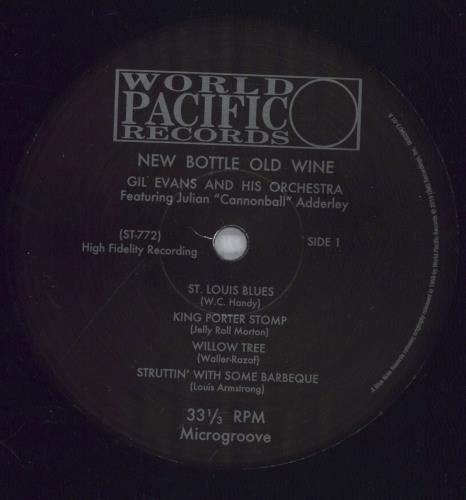 WORLD
PACIFIC
RECORDS
NEW BOTTLE OLD WINE
GIL EVANS AND HIS ORCHESTRA
Featuring Julian "Cannonball" Adderley
(ST-772)
High Fidelity Recording
SIDE 1
ST. LOUIS BLUES
(W.C. Handy)
KING PORTER STOMP
(Jelly Roll Morton)
WILLOW TREE
(Waller-Razaf)
STRUTTIN' WITH SOME BARBEQUE
(Louis Armstrong)
33⅓ RPM
Microgroove